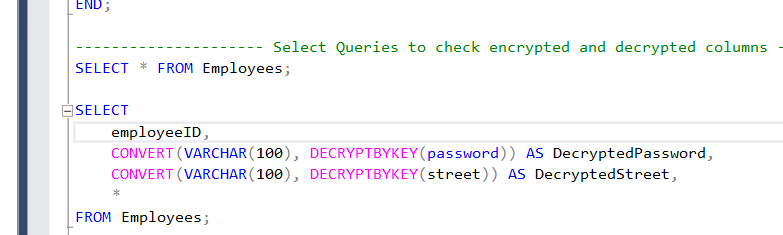 END;
-------------------- Select Queries to check encrypted and decrypted columns -
SELECT * FROM Employees;
SELECT
employeeID,
CONVERT(VARCHAR(100), DECRYPTBYKEY(password)) AS DecryptedPassword,
CONVERT(VARCHAR(100), DECRYPTBYKEY(street)) AS DecryptedStreet,
*
FROM Employees;